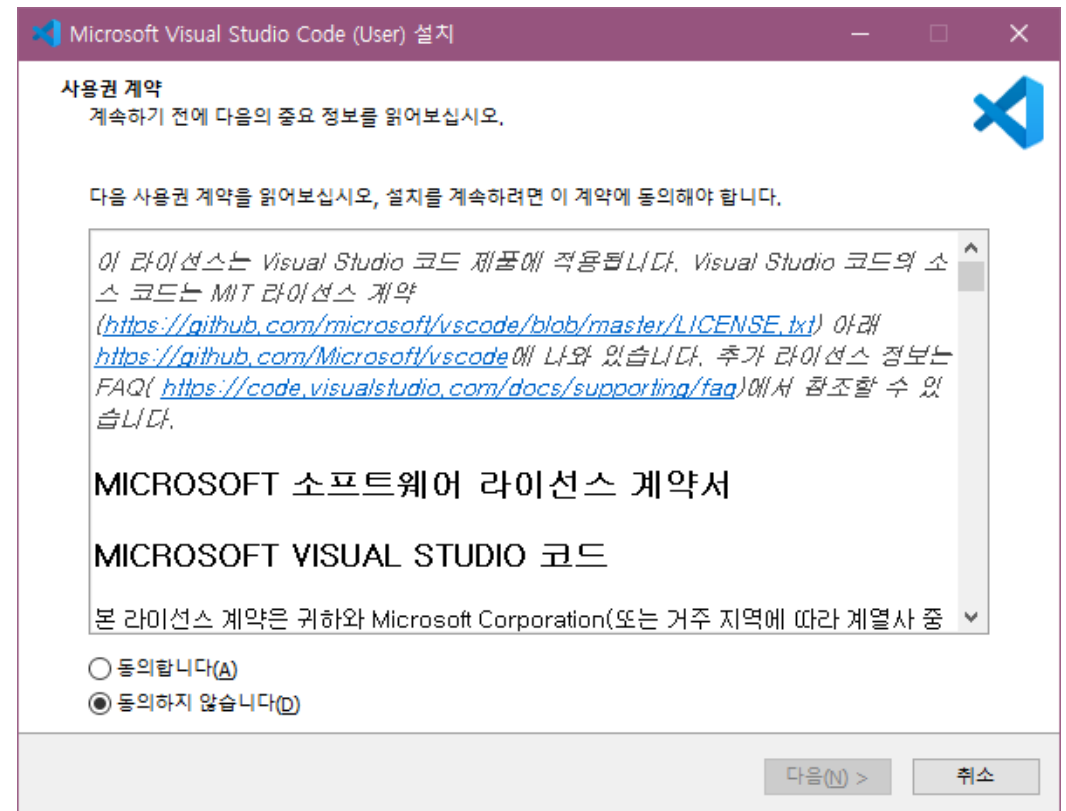 Microsoft Visual Studio Code (User) 설치
사용권 계약
계속하기 전에 다음의 중요 정보를 읽어보십시오.
다음 사용권 계약을 읽어보십시오, 설치를 계속하려면 이 계약에 동의해야 합니다.
이 라이선스는 Visual Studio 코드 제품에 적용됩니다. Visual Studio 코드의 소
스 코드는 MIT 라이선스 계약
(https://github.com/microsoft/vscode/blob/master/LICENSE.txt) 아래
https://github.com/Microsoft/vscode에 나와 있습니다. 추가 라이선스 정보는
FAQ( https://code.visualstudio.com/docs/supporting/faq)에서 참조할 수 있
습니다.
MICROSOFT 소프트웨어 라이선스 계약서
MICROSOFT VISUAL STUDIO 코드
본 라이선스 계약은 귀하와 Microsoft Corporation(또는 거주 지역에 따라 계열사 중
동의합니다(A)
동의하지 않습니다(D)
다음(N) >
취소